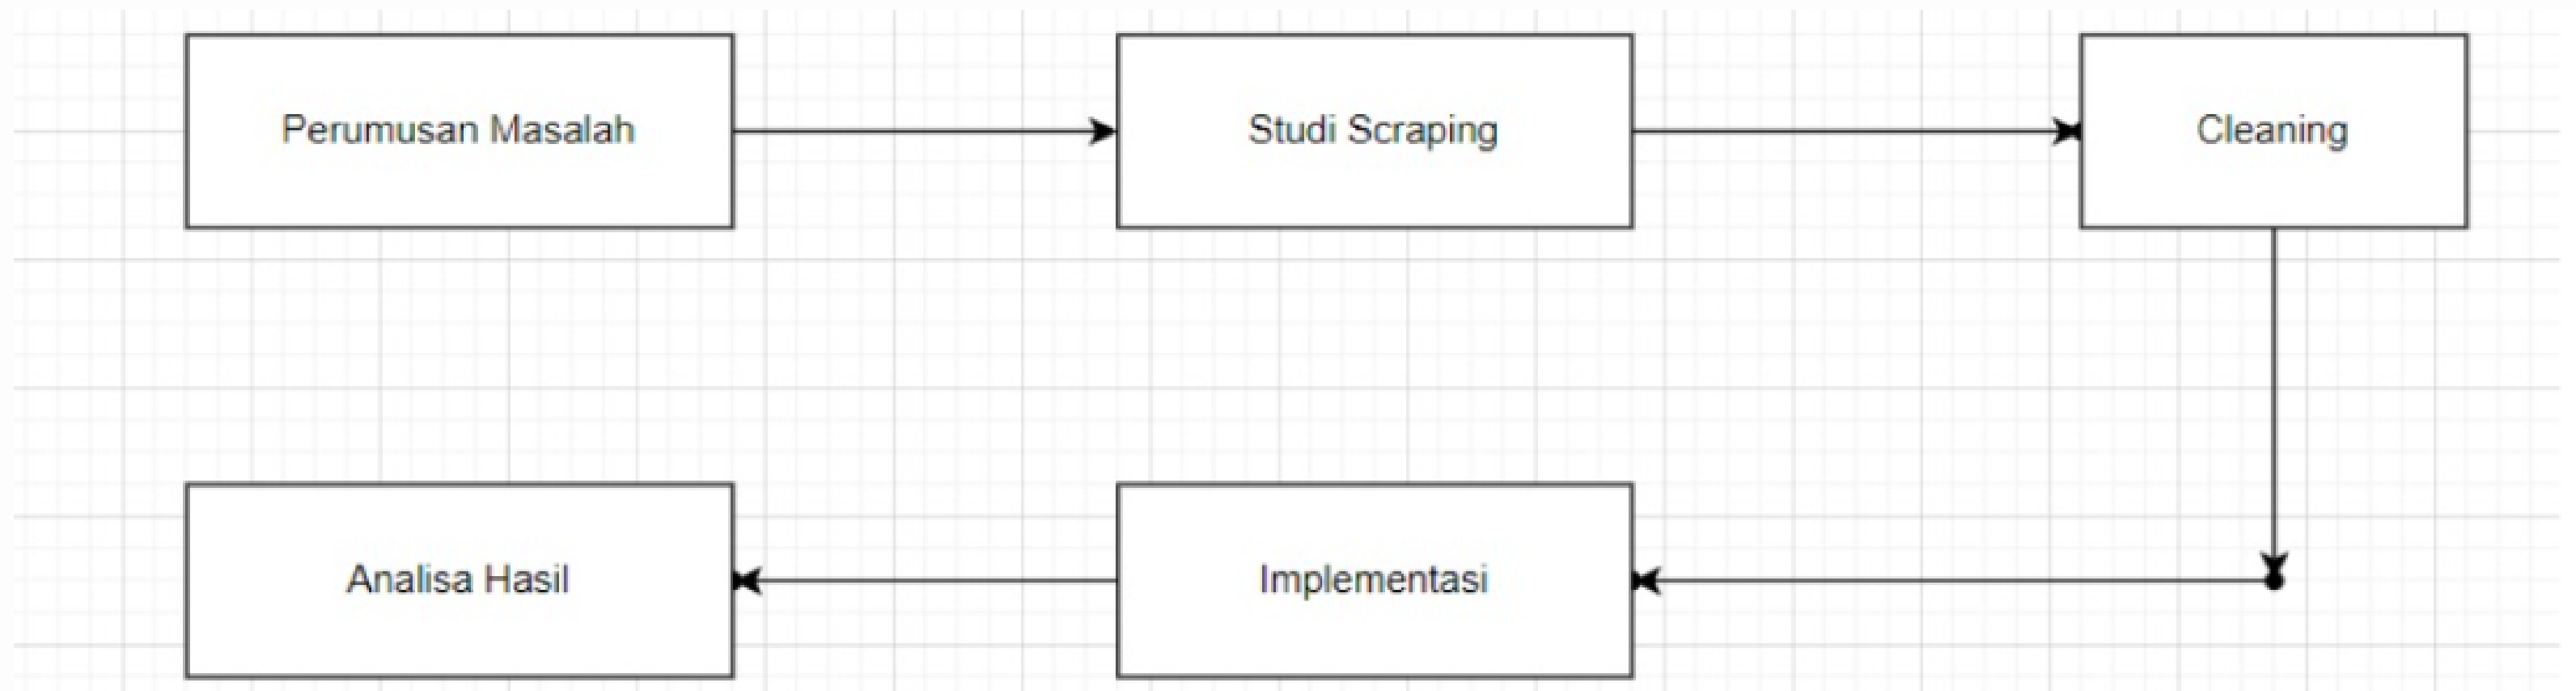 Perumusan Masalah
Studi Scraping
Cleaning
Analisa Hasil
Implementasi